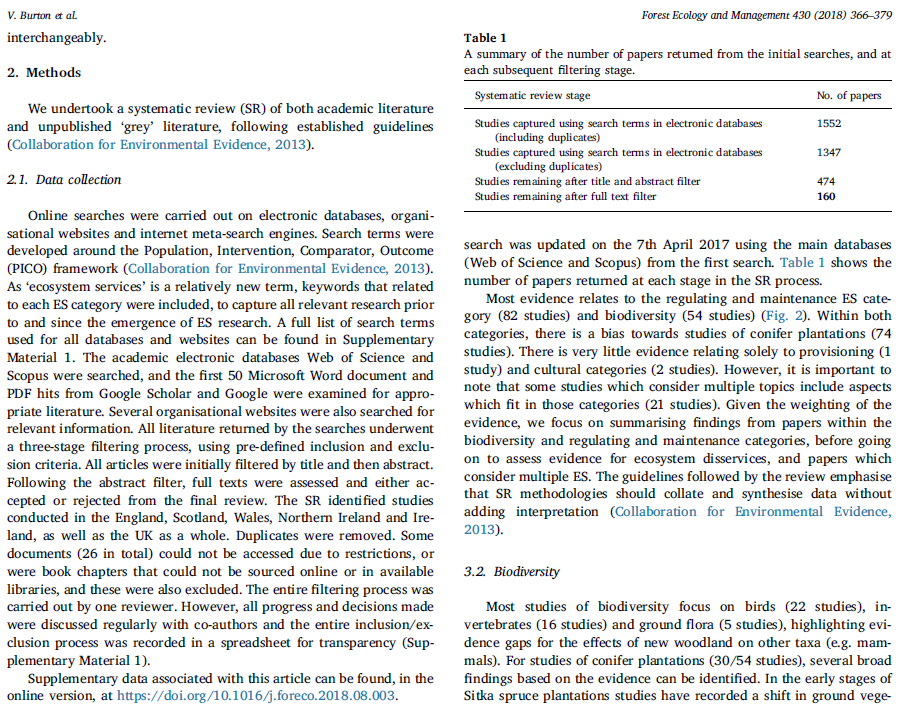 V. Burton et al.
Forest Ecology and Management 430 (2018) 366–379
interchangeably.
2. Methods
We undertook a systematic review (SR) of both academic literature
and unpublished ‘grey’ literature, following established guidelines
(Collaboration for Environmental Evidence, 2013).
2.1. Data collection
Online searches were carried out on electronic databases, organi-
sational websites and internet meta-search engines. Search terms were
developed around the Population, Intervention, Comparator, Outcome
(PICO) framework (Collaboration for Environmental Evidence, 2013).
As ‘ecosystem services’ is a relatively new term, keywords that related
to each ES category were included, to capture all relevant research prior
to and since the emergence of ES research. A full list of search terms
used for all databases and websites can be found in Supplementary
Material 1. The academic electronic databases Web of Science and
Scopus were searched, and the first 50 Microsoft Word document and
PDF hits from Google Scholar and Google were examined for appro-
priate literature. Several organisational websites were also searched for
relevant information. All literature returned by the searches underwent
a three-stage filtering process, using pre-defined inclusion and exclu-
sion criteria. All articles were initially filtered by title and then abstract.
Following the abstract filter, full texts were assessed and either ac-
cepted or rejected from the final review. The SR identified studies
conducted in the England, Scotland, Wales, Northern Ireland and Ire-
land, as well as the UK as a whole. Duplicates were removed. Some
documents (26 in total) could not be accessed due to restrictions, or
were book chapters that could not be sourced online or in available
libraries, and these were also excluded. The entire filtering process was
carried out by one reviewer. However, all progress and decisions made
were discussed regularly with co-authors and the entire inclusion/ex-
clusion process was recorded in a spreadsheet for transparency (Sup-
plementary Material 1).
Supplementary data associated with this article can be found, in the
online version, at https://doi.org/10.1016/j.foreco.2018.08.003.
Table 1
A summary of the number of papers returned from the initial searches, and at
each subsequent filtering stage.
Systematic review stage No. of papers
Studies captured using search terms in electronic databases 1552
(including duplicates)
Studies captured using search terms in electronic databases 1347
(excluding duplicates)
Studies remaining after title and abstract filter 474
Studies remaining after full text filter 160
search was updated on the 7th April 2017 using the main databases
(Web of Science and Scopus) from the first search. Table 1 shows the
number of papers returned at each stage in the SR process.
Most evidence relates to the regulating and maintenance ES cate-
gory (82 studies) and biodiversity (54 studies) (Fig. 2). Within both
categories, there is a bias towards studies of conifer plantations (74
studies). There is very little evidence relating solely to provisioning (1
study) and cultural categories (2 studies). However, it is important to
note that some studies which consider multiple topics include aspects
which fit in those categories (21 studies). Given the weighting of the
evidence, we focus on summarising findings from papers within the
biodiversity and regulating and maintenance categories, before going
on to assess evidence for ecosystem disservices, and papers which
consider multiple ES. The guidelines followed by the review emphasise
that SR methodologies should collate and synthesise data without
adding interpretation (Collaboration for Environmental Evidence,
2013).
3.2. Biodiversity
Most studies of biodiversity focus on birds (22 studies), in-
vertebrates (16 studies) and ground flora (5 studies), highlighting evi-
dence gaps for the effects of new woodland on other taxa (e.g. mam-
mals). For studies of conifer plantations (30/54 studies), several broad
findings based on the evidence can be identified. In the early stages of
Sitka spruce plantations studies have recorded a shift in ground vege-